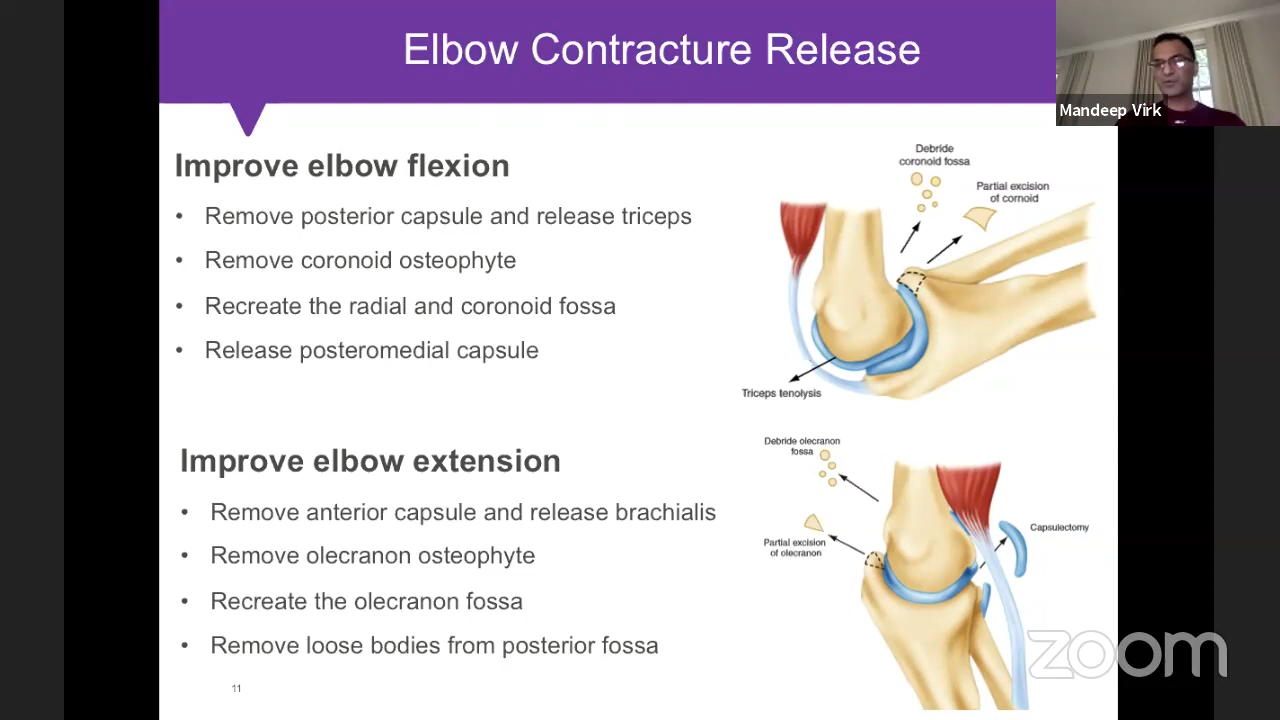 Elbow Contracture Release
Mandeep Virk
Improve elbow flexion
• Remove posterior capsule and release triceps
• Remove coronoid osteophyte
• Recreate the radial and coronoid fossa
• Release posteromedial capsule
Debride
coronoid fossa
Partial excision
of cornoid
Triceps tenolysis
Improve elbow extension
• Remove anterior capsule and release brachialis
• Remove olecranon osteophyte
• Recreate the olecranon fossa
• Remove loose bodies from posterior fossa
Debride olecranon
fossa
Partial excision
of olecranon
Capsulectomy
zoom
11